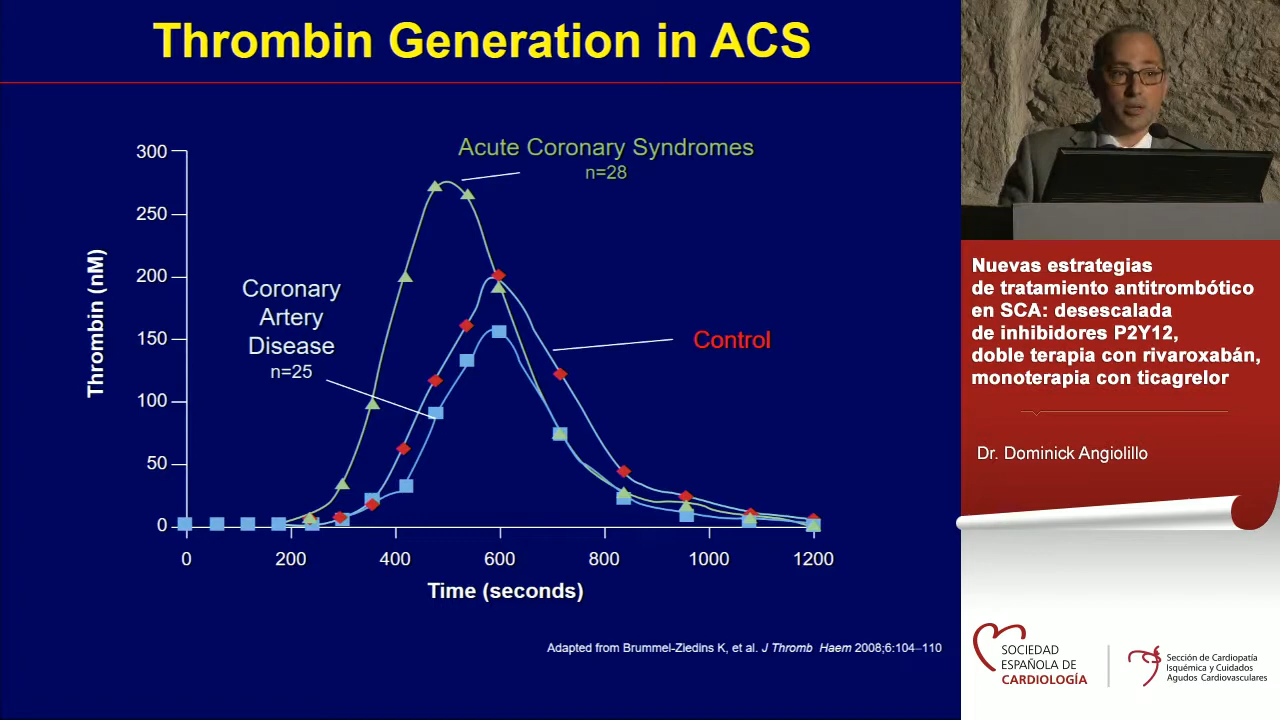 Thrombin Generation in ACS
Acute Coronary Syndromes
n=28
Coronary
Artery
Disease
n=25
Control
Thrombin (nM)
300
250
200
150
100
50
0
0 200 400 600 800 1000 1200
Time (seconds)
Adapted from Brummel-Ziedins K, et al. J Thromb Haem 2008;6:104–110
Nuevas estrategias
de tratamiento antitrombótico
en SCA: desescalada
de inhibidores P2Y12,
doble terapia con rivaroxabán,
monoterapia con ticagrelor
Dr. Dominick Angiolillo
SOCIEDAD
ESPAÑOLA DE
CARDIOLOGÍA
Sección de Cardiopatía
Isquémica y Cuidados
Agudos Cardiovasculares